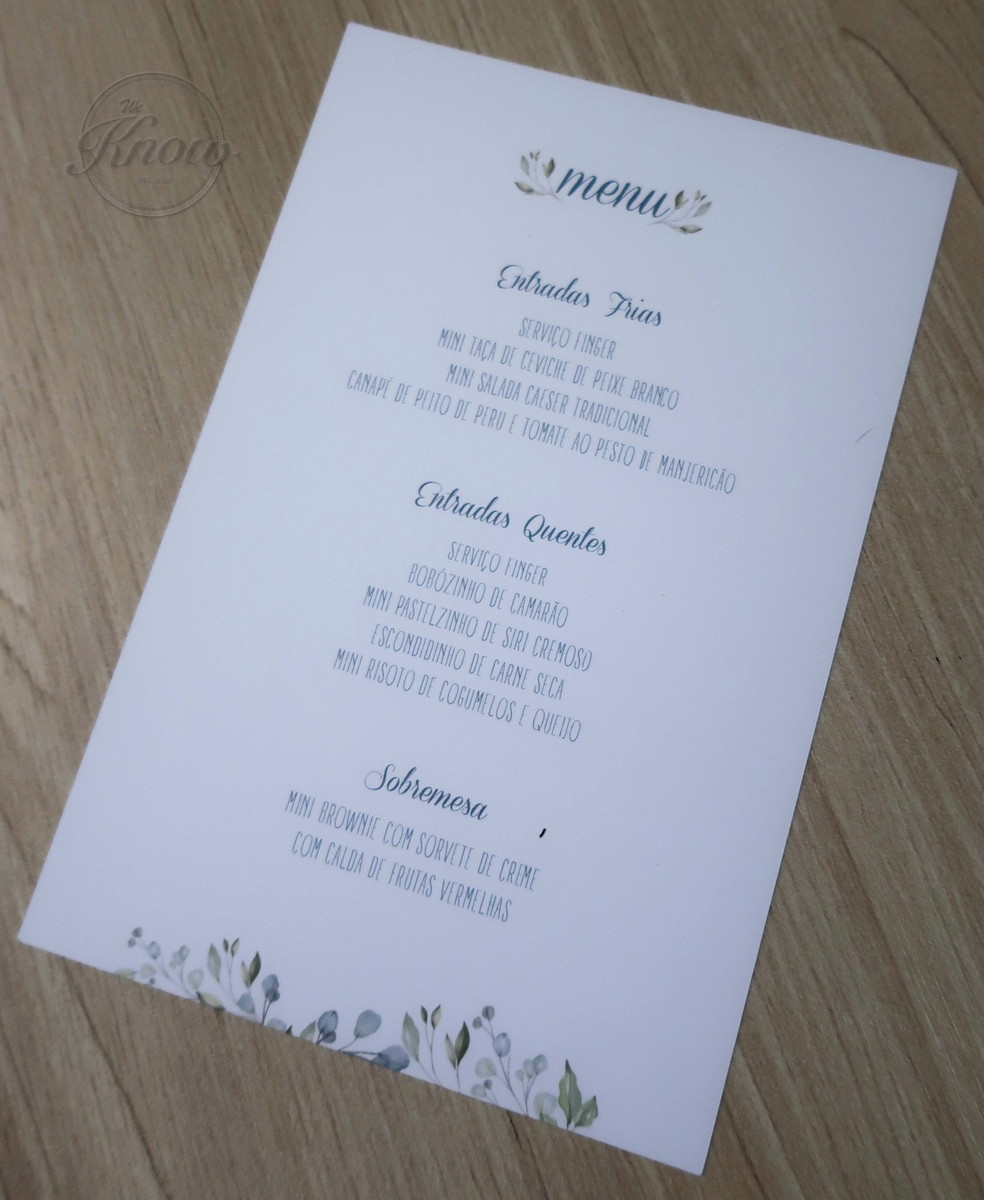 We
Know
menu
Entradas Frias
SERVIÇO FINGER
MINI TAÇA DE CEVICHE DE PEIXE BRANCO
MINI SALADA CAESER TRADICIONAL
CANAPÉ DE PEITO DE PERU E TOMATE AO PESTO DE MANJERICÃO
Entradas Quentes
SERVIÇO FINGER
BOBÓZINHO DE CAMARÃO
MINI PASTELZINHO DE SIRI CREMOSO
ESCONDIDINHO DE CARNE SECA
MINI RISOTO DE COGUMELOS E QUEIJO
Sobremesa
MINI BROWNIE COM SORVETE DE CREME
COM CALDA DE FRUTAS VERMELHAS